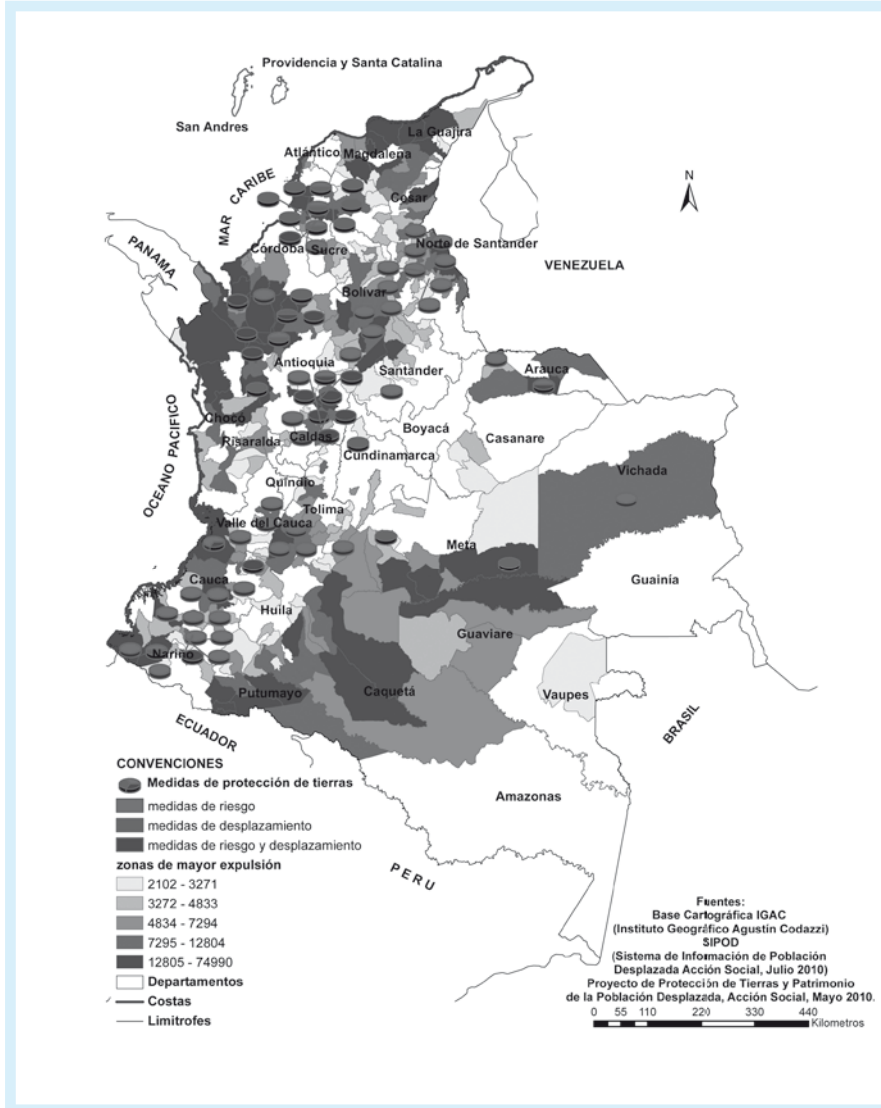 Providencia y Santa Catalina
San Andres
La Guajira
Atlántico
Magdalena
MAR CARIBE
Cesar
N
PANAMA
Córdoba
Sucre
Norte de Santander
VENEZUELA
Bolívar
Antioquia
Santander
Arauca
Chocó
Boyacá
Risaralda
Caldas
Casanare
Cundinamarca
Vichada
OCEANO PACIFICO
Quindío
Tolima
Valle del Cauca
Meta
Cauca
Guainía
Huila
Guaviare
Nariño
Putumayo
Caquetá
Vaupes
ECUADOR
BRASIL
Amazonas
PERU
CONVENCIONES
Medidas de protección de tierras
medidas de riesgo
medidas de desplazamiento
medidas de riesgo y desplazamiento
zonas de mayor expulsión
2102 - 3271
3272 - 4833
4834 - 7294
7295 - 12804
12805 - 74990
Departamentos
Costas
Limitrofes
Fuentes:
Base Cartográfica IGAC
(Instituto Geográfico Agustín Codazzi)
SIPOD
(Sistema de Información de Población
Desplazada Acción Social, Julio 2010)
Proyecto de Protección de Tierras y Patrimonio
de la Población Desplazada, Acción Social, Mayo 2010.
0 55 110 220 330 440
Kilometros